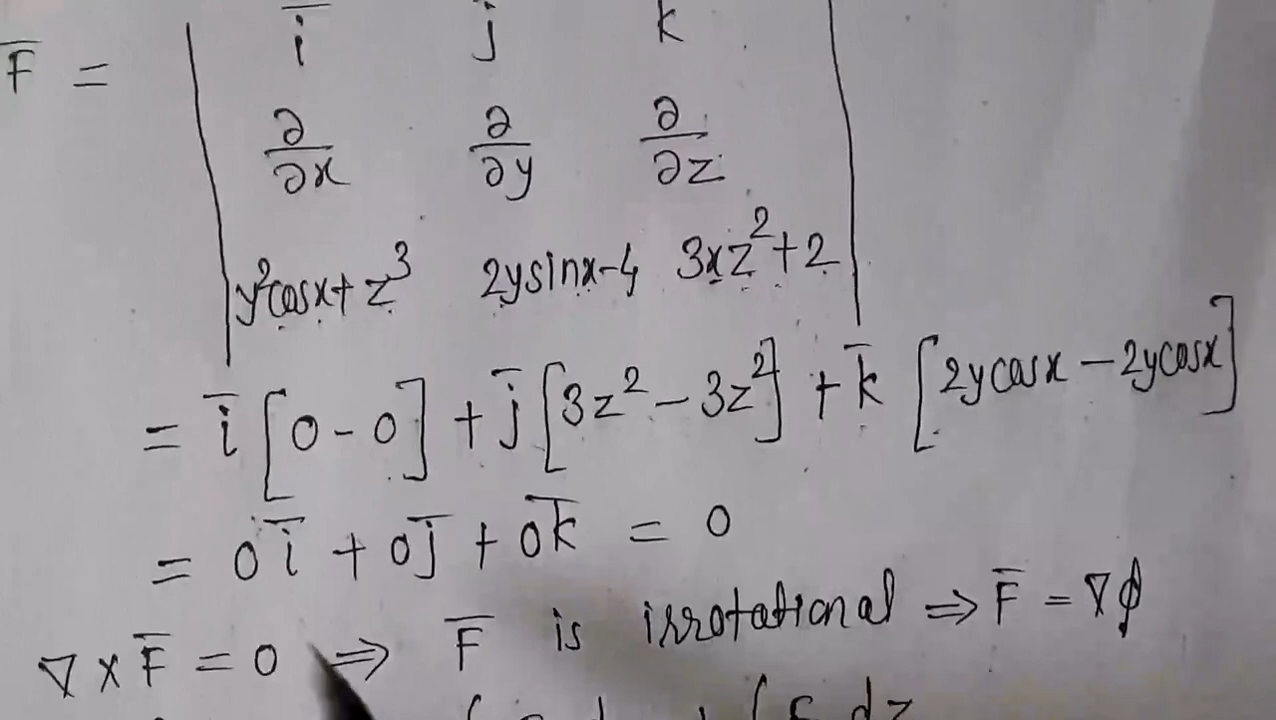 i̅ j k
F̅ =
∂/∂x ∂/∂y ∂/∂z
y²cosx+z³ 2ysinx-4 3xz²+2
= i̅ [0-0] + j̅ [3z²-3z²] + k̅ [2ycosx - 2ycosx]
= 0i̅ + 0j̅ + 0k̅ = 0
∇ × F̅ = 0 ⇒ F̅ is irrotational ⇒ F̅ = ∇ϕ